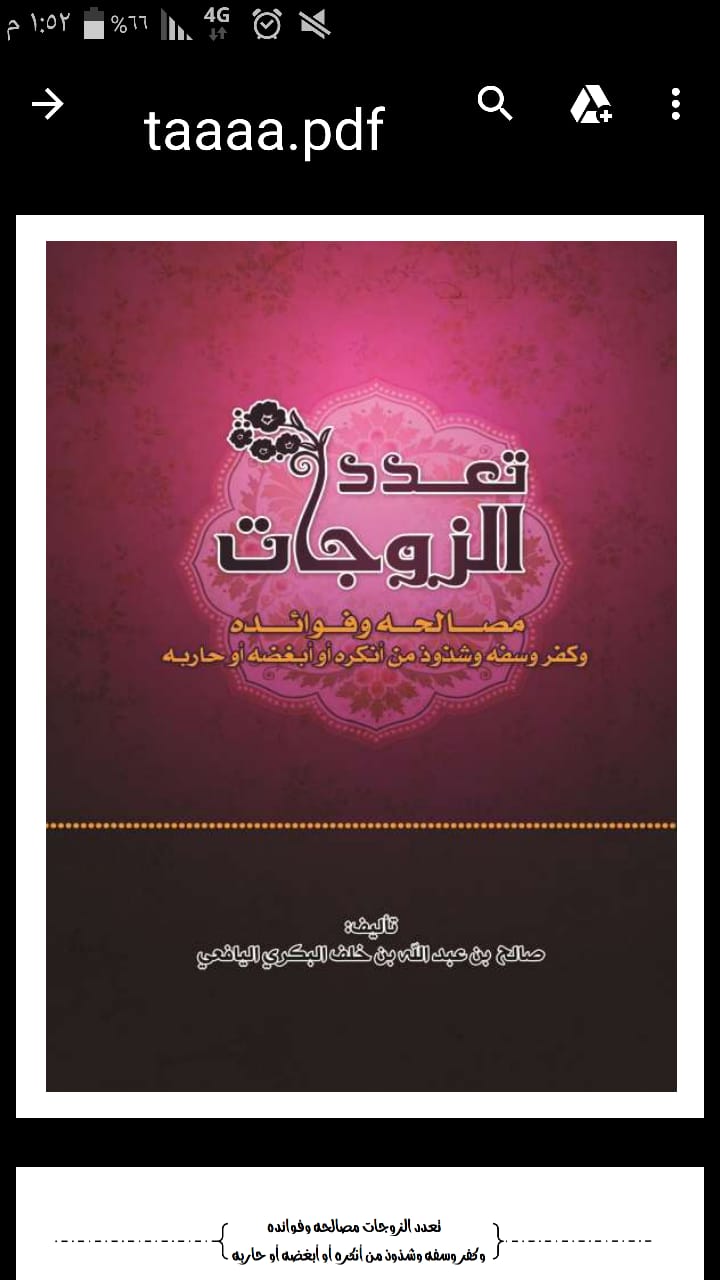 ١:٥٢ م %٦٦ 4G
taaaa.pdf
تعدد
الزوجات
مصالحه وفوائده
وكفر وسفه وشذوذ من أنكره أو أبغضه أو حاربه
تأليف:
صالح بن عبد الله بن خلف البكري اليافعي
تعدد الزوجات مصالحه وفوائده
وكفر وسفه وشذوذ من أنكره أو أبغضه أو حاربه